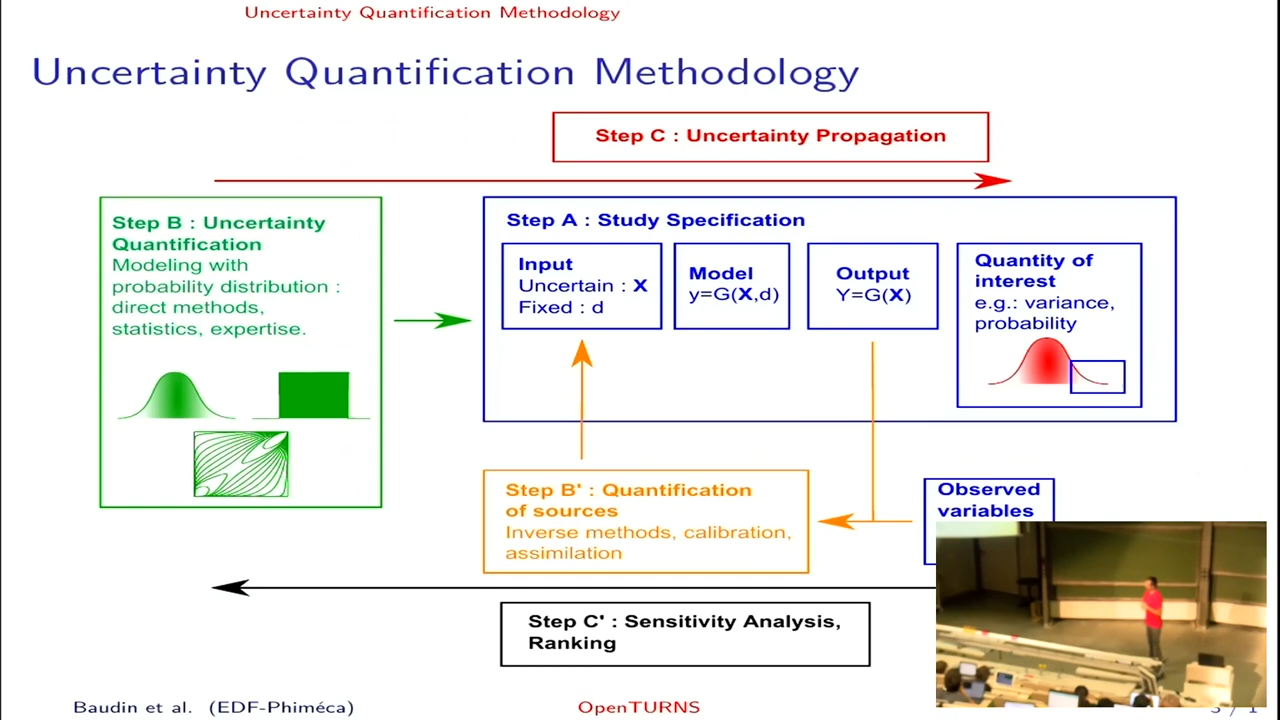 Uncertainty Quantification Methodology
Uncertainty Quantification Methodology
Step C : Uncertainty Propagation
Step B : Uncertainty
Quantification
Modeling with
probability distribution :
direct methods,
statistics, expertise.
Step A : Study Specification
Input
Uncertain : X
Fixed : d
Model
y=G(X,d)
Output
Y=G(X)
Quantity of
interest
e.g.: variance,
probability
Step B' : Quantification
of sources
Inverse methods, calibration,
assimilation
Observed
variables
Step C' : Sensitivity Analysis,
Ranking
Baudin et al. (EDF-Phiméca)
OpenTURNS